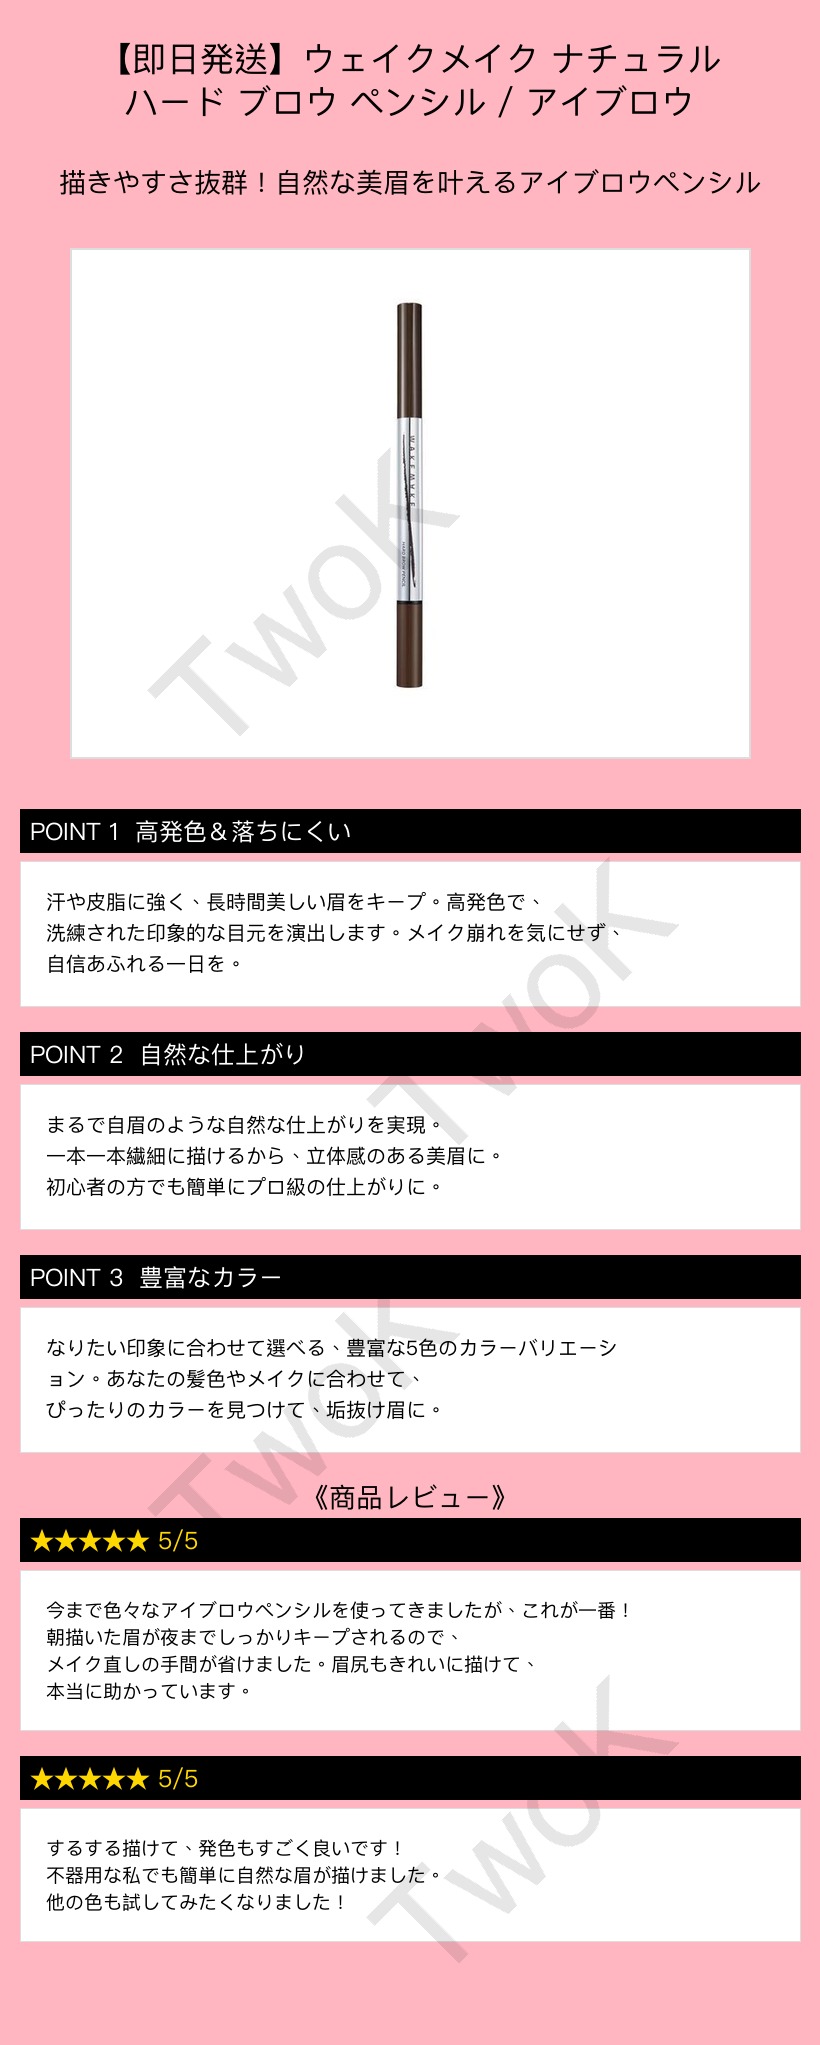 【即日発送】ウェイクメイク ナチュラル
ハード ブロウ ペンシル / アイブロウ
描きやすさ抜群！自然な美眉を叶えるアイブロウペンシル
WAKEMAKE
HARD BROW PENCIL
TwoK
POINT 1 高発色＆落ちにくい
汗や皮脂に強く、長時間美しい眉をキープ。高発色で、
洗練された印象的な目元を演出します。メイク崩れを気にせず、
自信あふれる一日を。
TwoK
POINT 2 自然な仕上がり
まるで自眉のような自然な仕上がりを実現。
一本一本繊細に描けるから、立体感のある美眉に。
初心者の方でも簡単にプロ級の仕上がりに。
POINT 3 豊富なカラー
なりたい印象に合わせて選べる、豊富な5色のカラーバリエーシ
ョン。あなたの髪色やメイクに合わせて、
ぴったりのカラーを見つけて、垢抜け眉に。
TwoK
《商品レビュー》
★★★★★ 5/5
今まで色々なアイブロウペンシルを使ってきましたが、これが一番！
朝描いた眉が夜までしっかりキープされるので、
メイク直しの手間が省けました。眉尻もきれいに描けて、
本当に助かっています。
★★★★★ 5/5
するする描けて、発色もすごく良いです！
不器用な私でも簡単に自然な眉が描けました。
他の色も試してみたくなりました！
TwoK